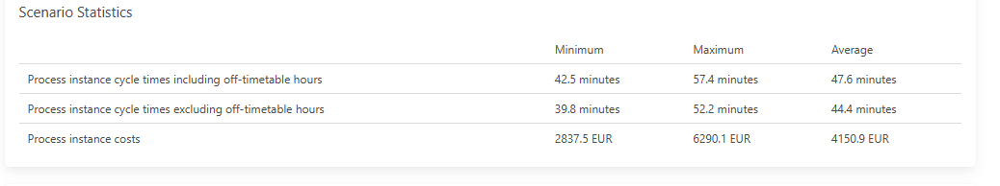 Scenario Statistics
Minimum Maximum Average
Process instance cycle times including off-timetable hours 42.5 minutes 57.4 minutes 47.6 minutes
Process instance cycle times excluding off-timetable hours 39.8 minutes 52.2 minutes 44.4 minutes
Process instance costs 2837.5 EUR 6290.1 EUR 4150.9 EUR